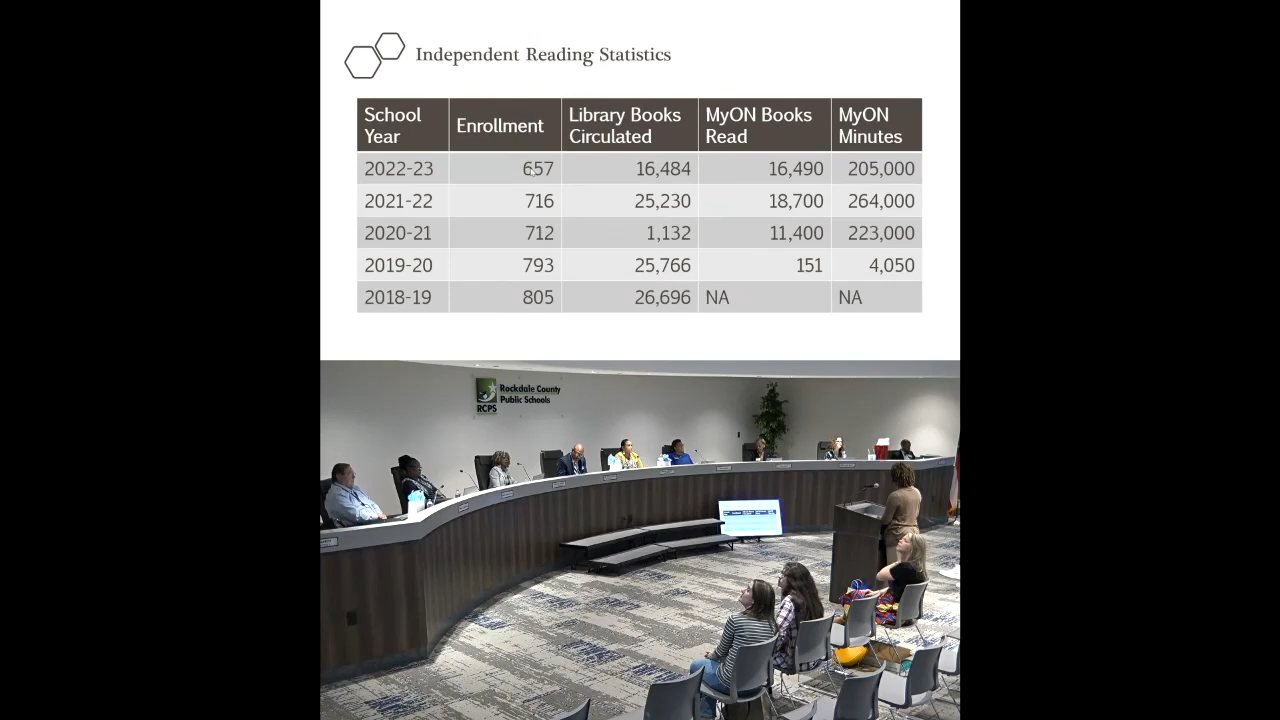 Independent Reading Statistics
School Year Enrollment Library Books Circulated MyON Books Read MyON Minutes
2022-23 657 16,484 16,490 205,000
2021-22 716 25,230 18,700 264,000
2020-21 712 1,132 11,400 223,000
2019-20 793 25,766 151 4,050
2018-19 805 26,696 NA NA
Rockdale County
Public Schools
RCPS